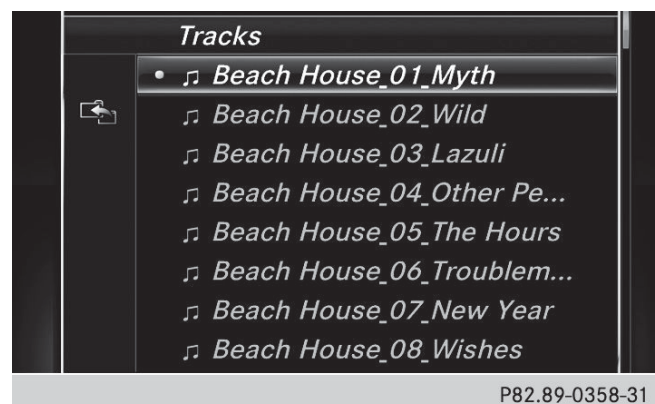 Tracks
Beach House_01_Myth
Beach House_02_Wild
Beach House_03_Lazuli
Beach House_04_Other Pe...
Beach House_05_The Hours
Beach House_06_Troublem...
Beach House_07_New Year
Beach House_08_Wishes
P82.89-0358-31